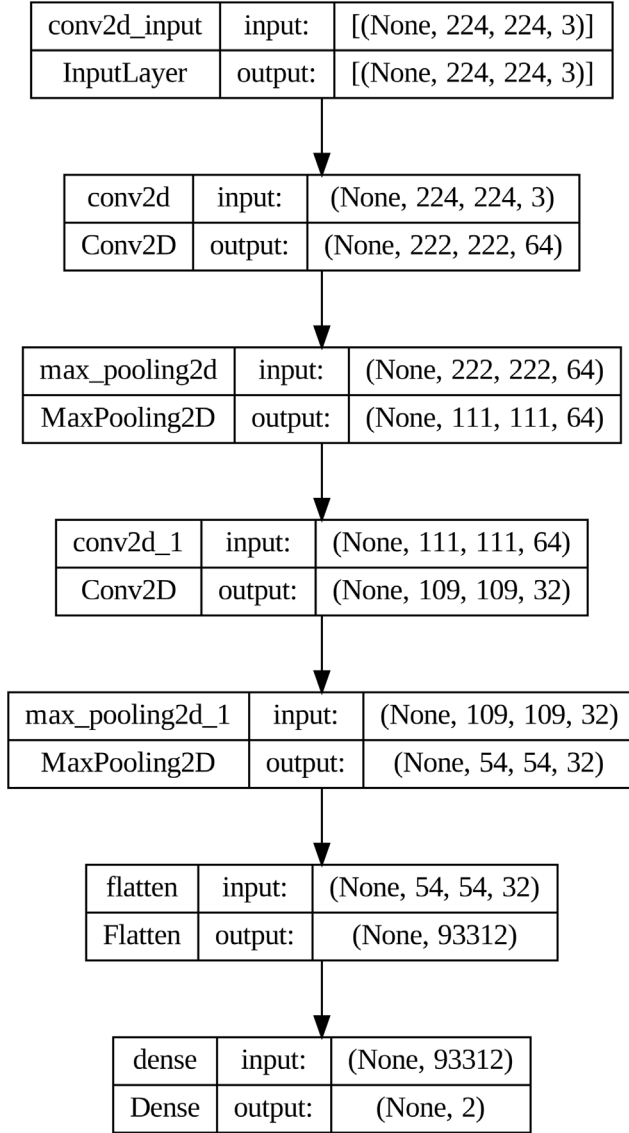 conv2d_input input: [(None, 224, 224, 3)]
InputLayer output: [(None, 224, 224, 3)]
conv2d input: (None, 224, 224, 3)
Conv2D output: (None, 222, 222, 64)
max_pooling2d input: (None, 222, 222, 64)
MaxPooling2D output: (None, 111, 111, 64)
conv2d_1 input: (None, 111, 111, 64)
Conv2D output: (None, 109, 109, 32)
max_pooling2d_1 input: (None, 109, 109, 32)
MaxPooling2D output: (None, 54, 54, 32)
flatten input: (None, 54, 54, 32)
Flatten output: (None, 93312)
dense input: (None, 93312)
Dense output: (None, 2)